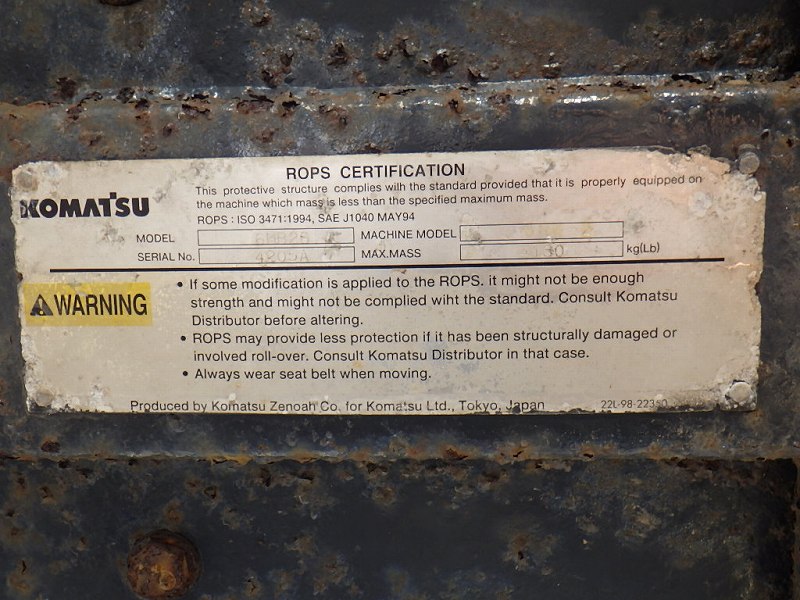 ROPS CERTIFICATION
KOMATSU
This protective structure complies with the standard provided that it is properly equipped on
the machine which mass is less than the specified maximum mass.
ROPS : ISO 3471:1994, SAE J1040 MAY94
MODEL MACHINE MODEL
SERIAL No. 4205A MAX.MASS kg(Lb)
WARNING
• If some modification is applied to the ROPS. it might not be enough
strength and might not be complied wiht the standard. Consult Komatsu
Distributor before altering.
• ROPS may provide less protection if it has been structurally damaged or
involved roll-over. Consult Komatsu Distributor in that case.
• Always wear seat belt when moving.
Produced by Komatsu Zenoah Co. for Komatsu Ltd., Tokyo, Japan